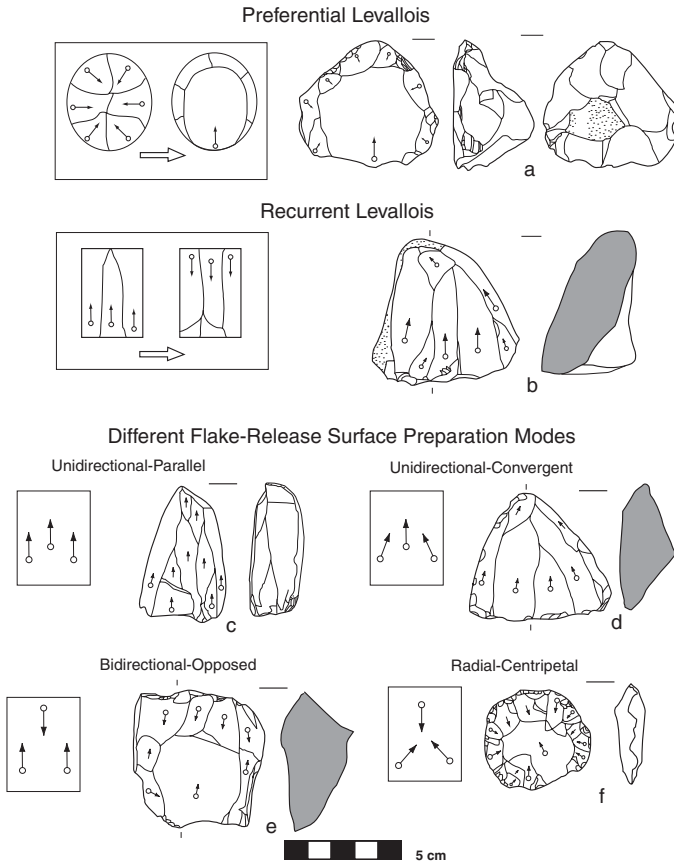 Preferential Levallois
a
Recurrent Levallois
b
Different Flake-Release Surface Preparation Modes
Unidirectional-Parallel
Unidirectional-Convergent
c
d
Bidirectional-Opposed
Radial-Centripetal
e
f
5 cm